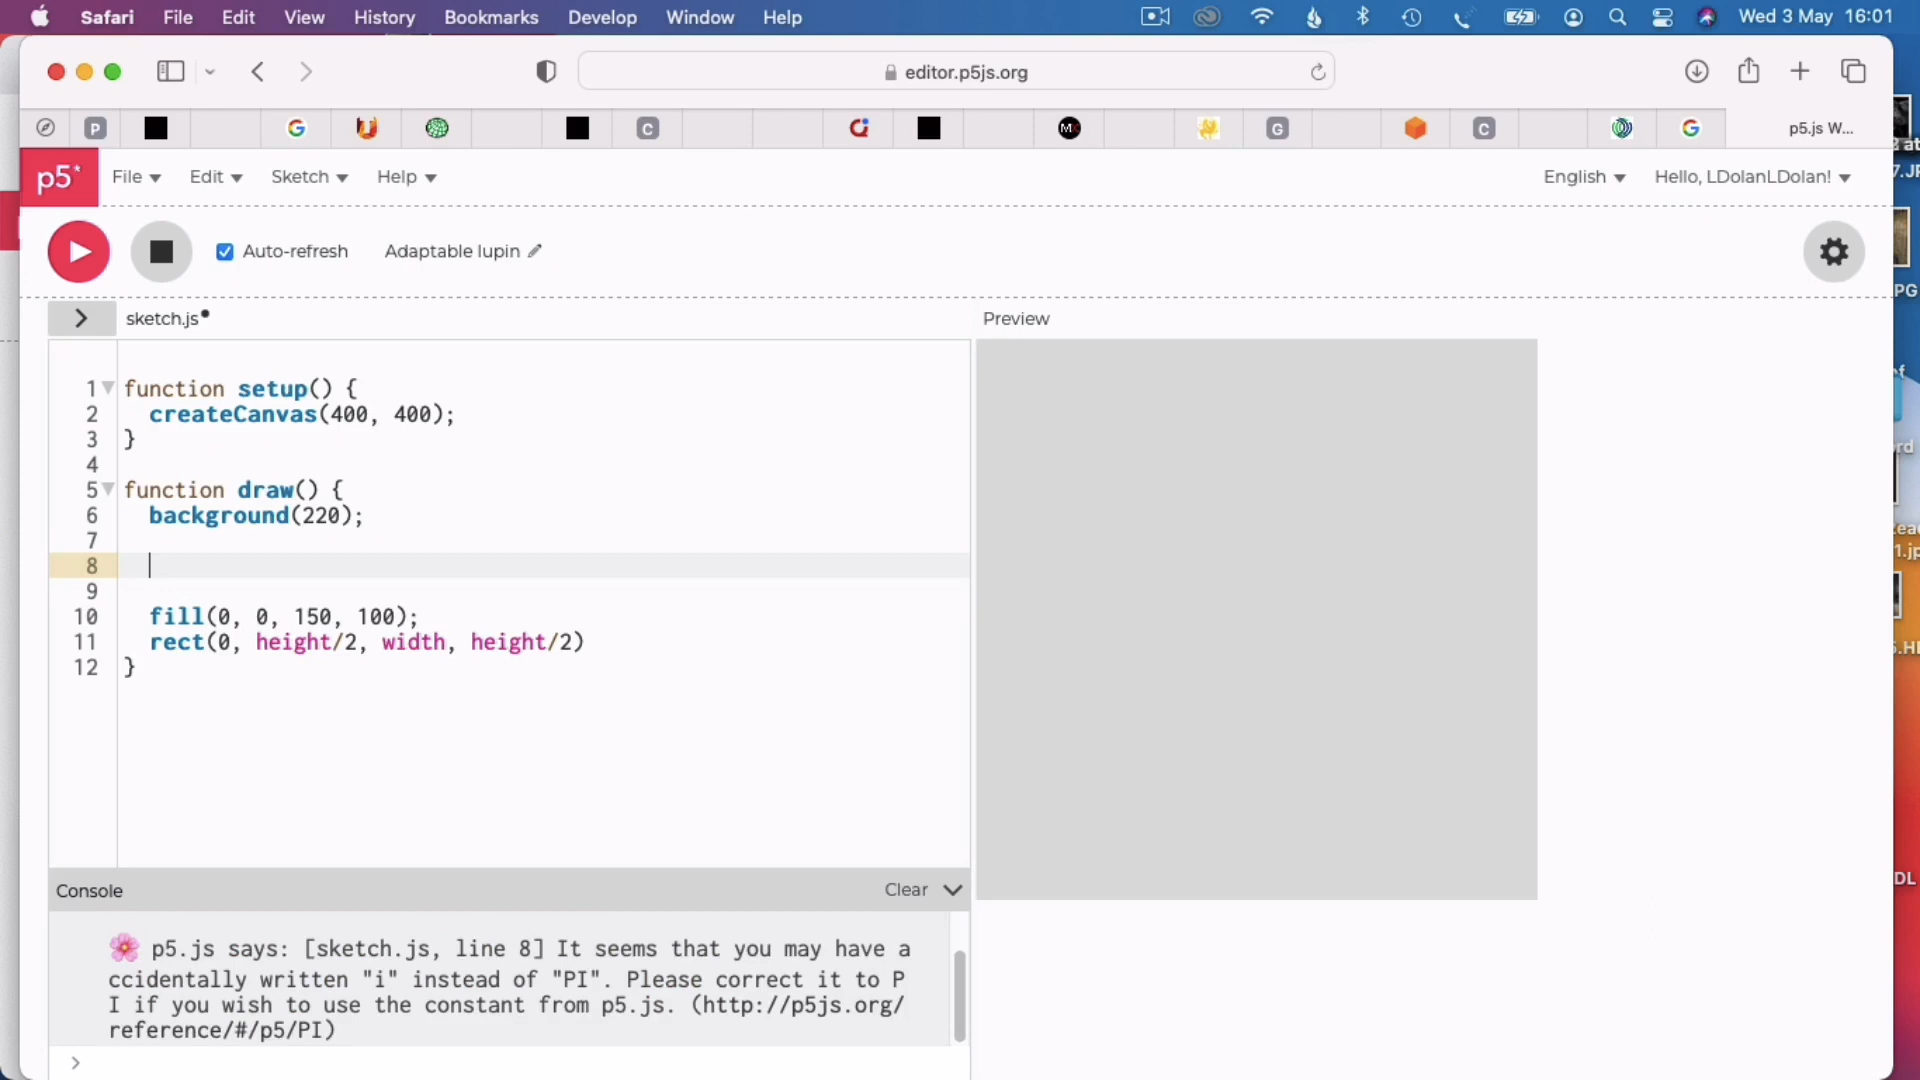 Safari File Edit View History Bookmarks Develop Window Help Wed 3 May 16:01
editor.p5js.org
P G C MX G C G p5.js W...
p5* File Edit Sketch Help English Hello, LDolanLDolan!
Auto-refresh Adaptable lupin
sketch.js Preview
1 function setup() {
2 createCanvas(400, 400);
3 }
4
5 function draw() {
6 background(220);
7
8
9
10 fill(0, 0, 150, 100);
11 rect(0, height/2, width, height/2)
12 }
Console Clear
🌸 p5.js says: [sketch.js, line 8] It seems that you may have a
ccidentally written "i" instead of "PI". Please correct it to P
I if you wish to use the constant from p5.js. (http://p5js.org/
reference/#/p5/PI)
>